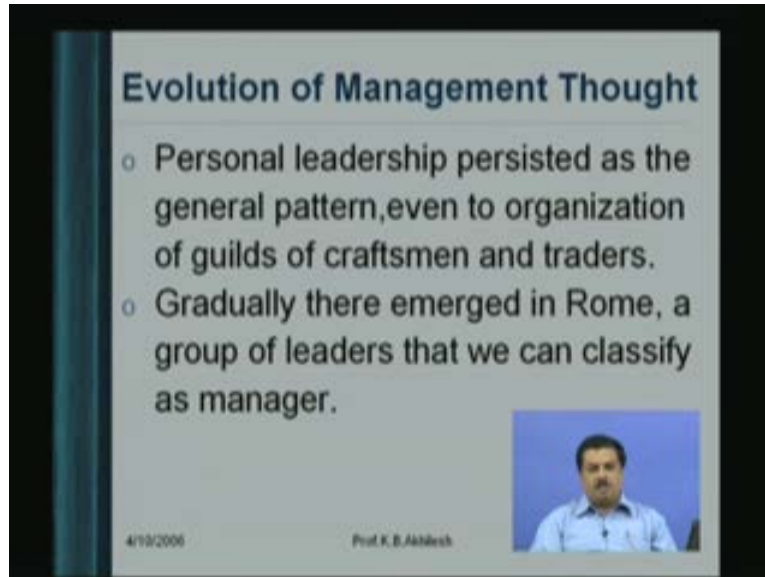 Evolution of Management Thought
o Personal leadership persisted as the
general pattern,even to organization
of guilds of craftsmen and traders.
o Gradually there emerged in Rome, a
group of leaders that we can classify
as manager.
4/10/2006
Prof.K.B.Akhilesh